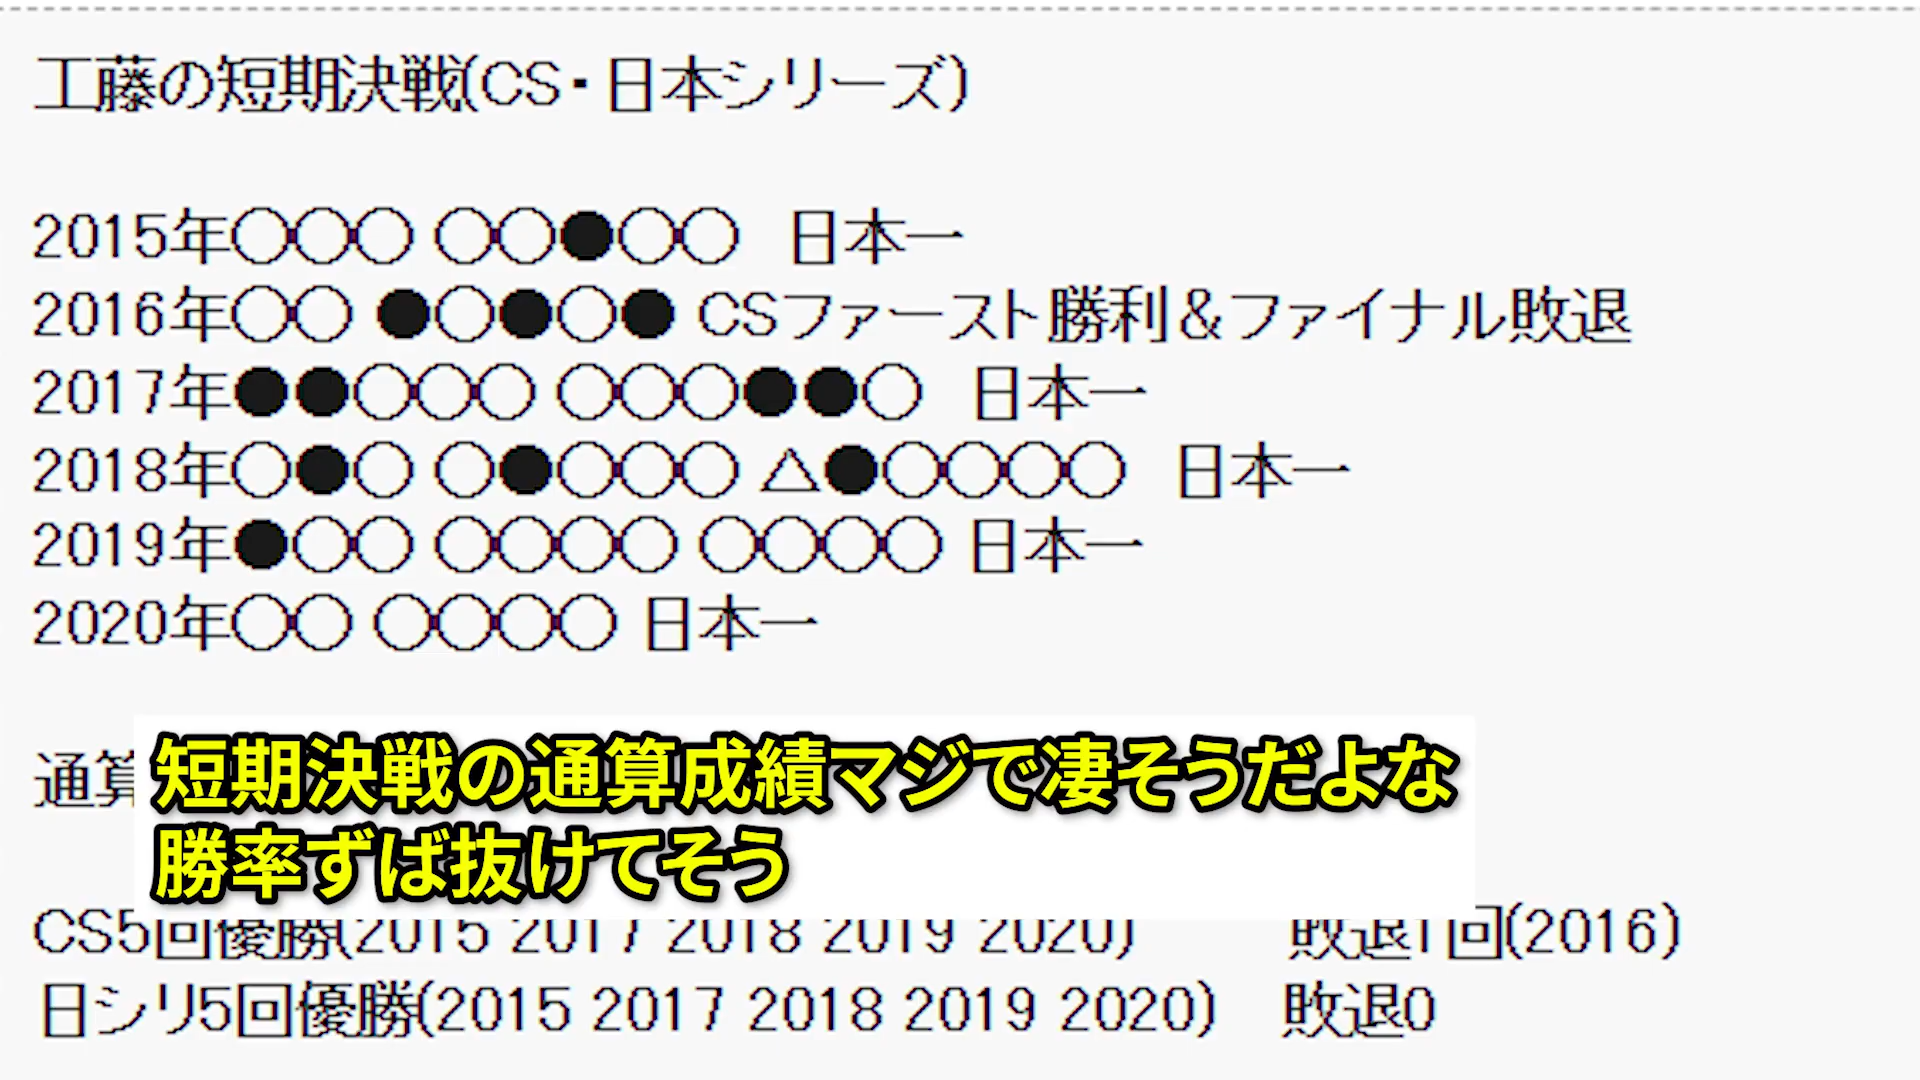 工藤の短期決戦(CS・日本シリーズ)
2015年○○○ ○○●○○ 日本一
2016年○○ ●○●○● CSファースト勝利＆ファイナル敗退
2017年●●○○○ ○○○●●○ 日本一
2018年○●○ ○●○○○ △●○○○○ 日本一
2019年●○○ ○○○○ ○○○○ 日本一
2020年○○ ○○○○ 日本一
通算
短期決戦の通算成績マジで凄そうだよな
勝率ずば抜けてそう
CS5回優勝(2015 2017 2018 2019 2020) 敗退1回(2016)
日シリ5回優勝(2015 2017 2018 2019 2020) 敗退0